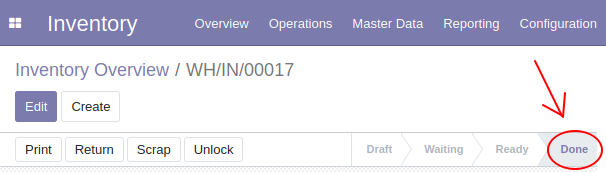 Inventory Overview Operations Master Data Reporting Configuration
Inventory Overview / WH/IN/00017
Edit Create
Print Return Scrap Unlock Draft Waiting Ready Done